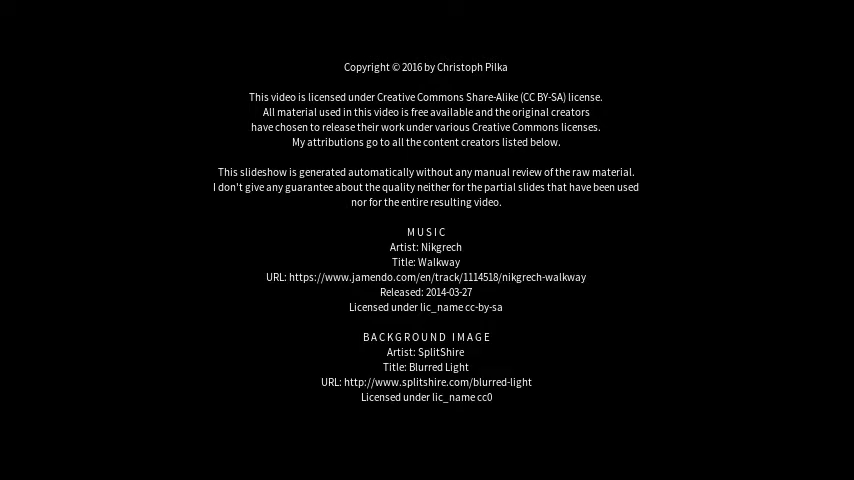 Copyright © 2016 by Christoph Pilka
This video is licensed under Creative Commons Share-Alike (CC BY-SA) license.
All material used in this video is free available and the original creators
have chosen to release their work under various Creative Commons licenses.
My attributions go to all the content creators listed below.
This slideshow is generated automatically without any manual review of the raw material.
I don't give any guarantee about the quality neither for the partial slides that have been used
nor for the entire resulting video.
MUSIC
Artist: Nikgrech
Title: Walkway
URL: https://www.jamendo.com/en/track/1114518/nikgrech-walkway
Released: 2014-03-27
Licensed under lic_name cc-by-sa
BACKGROUND IMAGE
Artist: SplitShire
Title: Blurred Light
URL: http://www.splitshire.com/blurred-light
Licensed under lic_name cc0